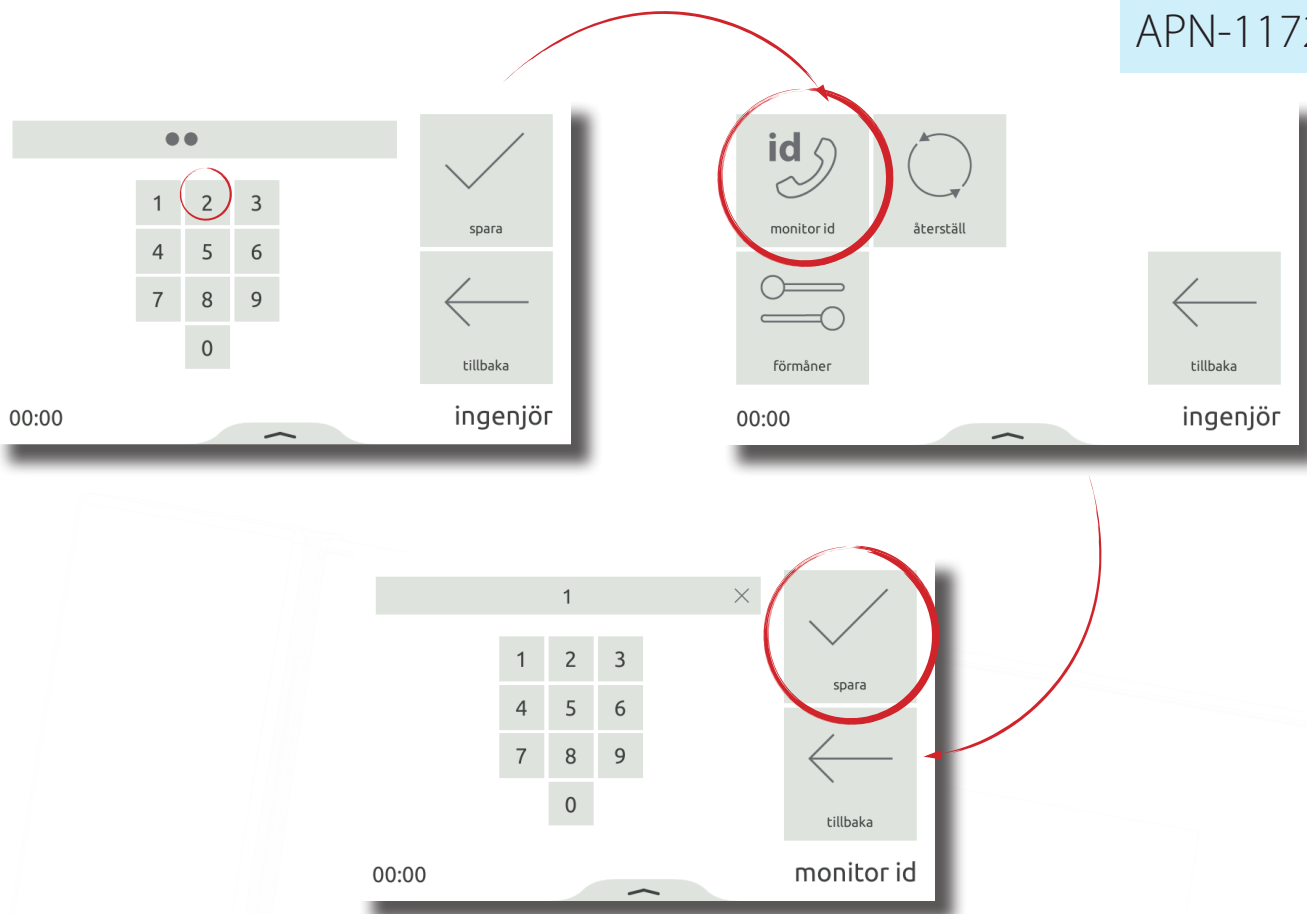 APN-1172
spara
1 2 3
4 5 6
7 8 9
0
tillbaka
00:00
ingenjör
id
monitor id
återställ
förmåner
tillbaka
00:00
ingenjör
1
spara
1 2 3
4 5 6
7 8 9
0
tillbaka
00:00
monitor id